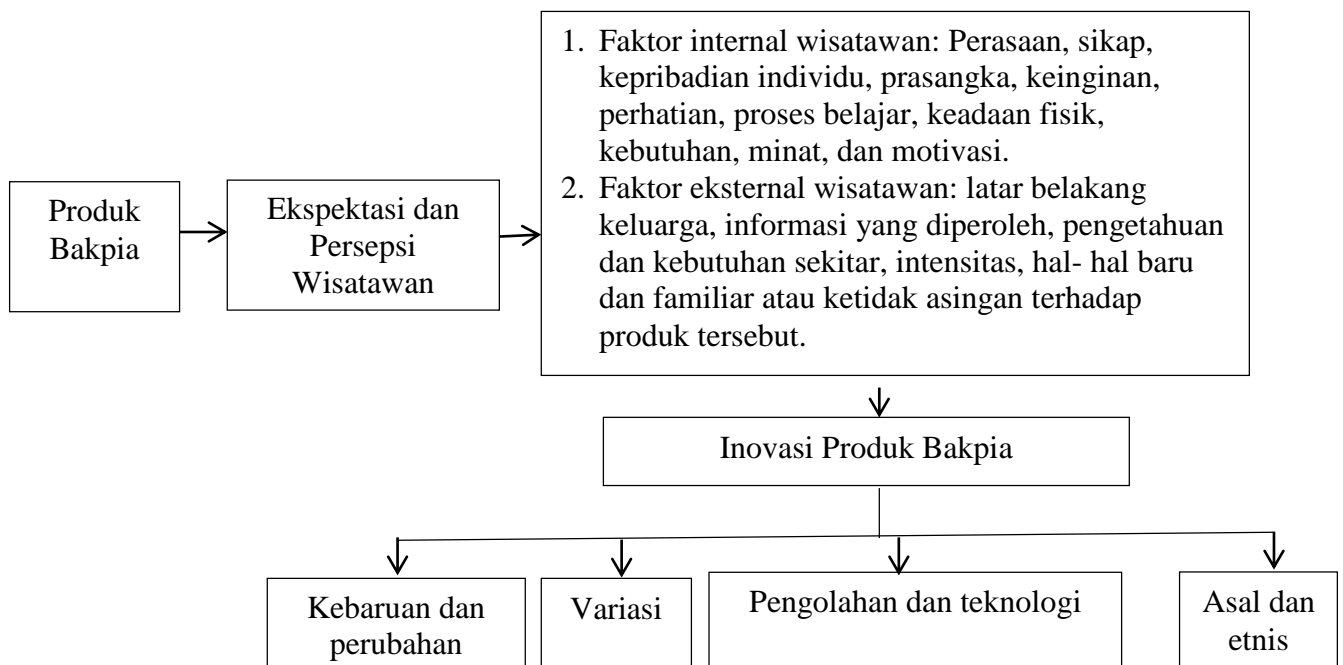 Produk
Bakpia
Ekspektasi dan
Persepsi
Wisatawan
1. Faktor internal wisatawan: Perasaan, sikap,
kepribadian individu, prasangka, keinginan,
perhatian, proses belajar, keadaan fisik,
kebutuhan, minat, dan motivasi.
2. Faktor eksternal wisatawan: latar belakang
keluarga, informasi yang diperoleh, pengetahuan
dan kebutuhan sekitar, intensitas, hal- hal baru
dan familiar atau ketidak asingan terhadap
produk tersebut.
Inovasi Produk Bakpia
Kebaruan dan
perubahan
Variasi
Pengolahan dan teknologi
Asal dan
etnis